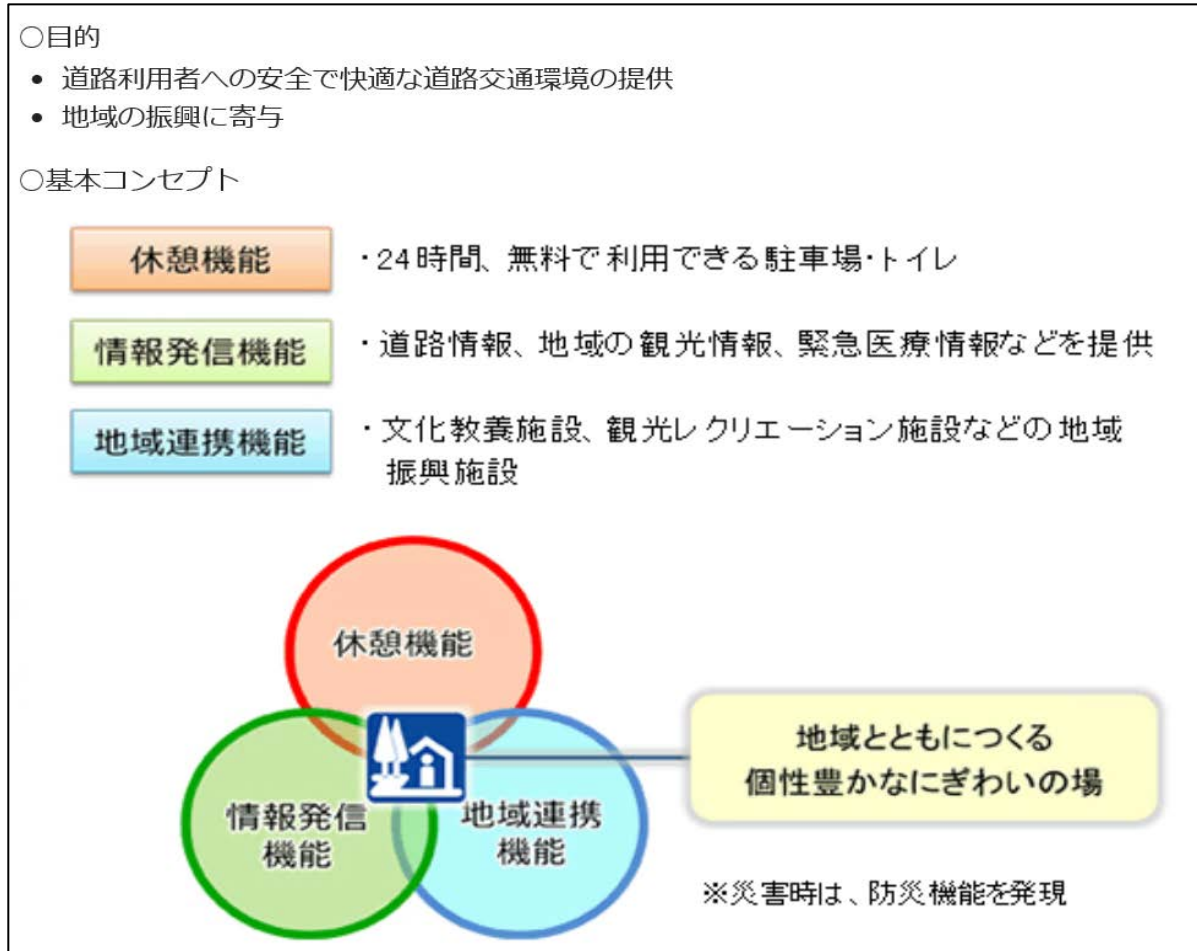 ○目的
• 道路利用者への安全で快適な道路交通環境の提供
• 地域の振興に寄与
○基本コンセプト
休憩機能
・24時間、無料で利用できる駐車場・トイレ
情報発信機能
・道路情報、地域の観光情報、緊急医療情報などを提供
地域連携機能
・文化教養施設、観光レクリエーション施設などの地域
振興施設
休憩機能
情報発信
機能
地域連携
機能
地域とともにつくる
個性豊かなにぎわいの場
※災害時は、防災機能を発現